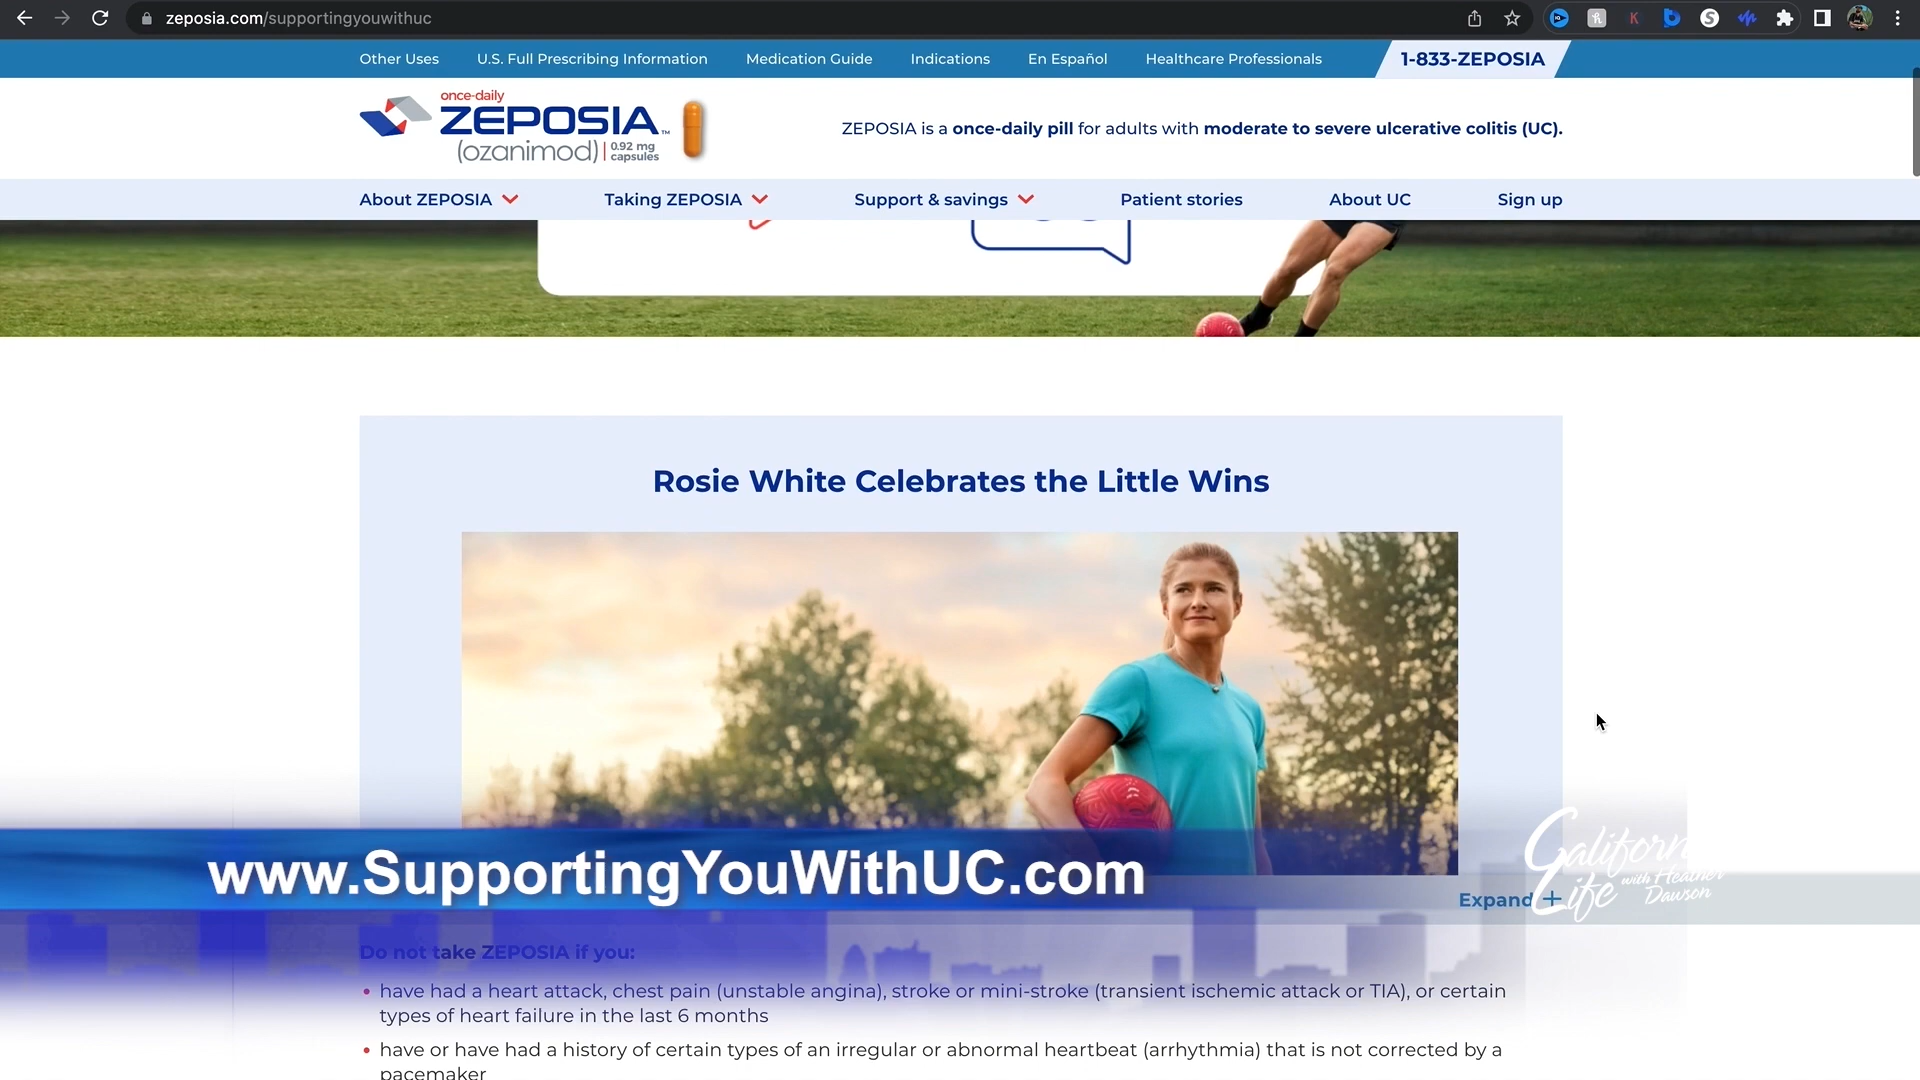 zeposia.com/supportingyouwithuc
Other Uses U.S. Full Prescribing Information Medication Guide Indications En Español Healthcare Professionals 1-833-ZEPOSIA
once-daily
ZEPOSIA™
(ozanimod) 0.92 mg capsules
ZEPOSIA is a once-daily pill for adults with moderate to severe ulcerative colitis (UC).
About ZEPOSIA Taking ZEPOSIA Support & savings Patient stories About UC Sign up
Rosie White Celebrates the Little Wins
www.SupportingYouWithUC.com
Expand +
California
Life with Heather
Dawson
Do not take ZEPOSIA if you:
• have had a heart attack, chest pain (unstable angina), stroke or mini-stroke (transient ischemic attack or TIA), or certain
types of heart failure in the last 6 months
• have or have had a history of certain types of an irregular or abnormal heartbeat (arrhythmia) that is not corrected by a
pacemaker